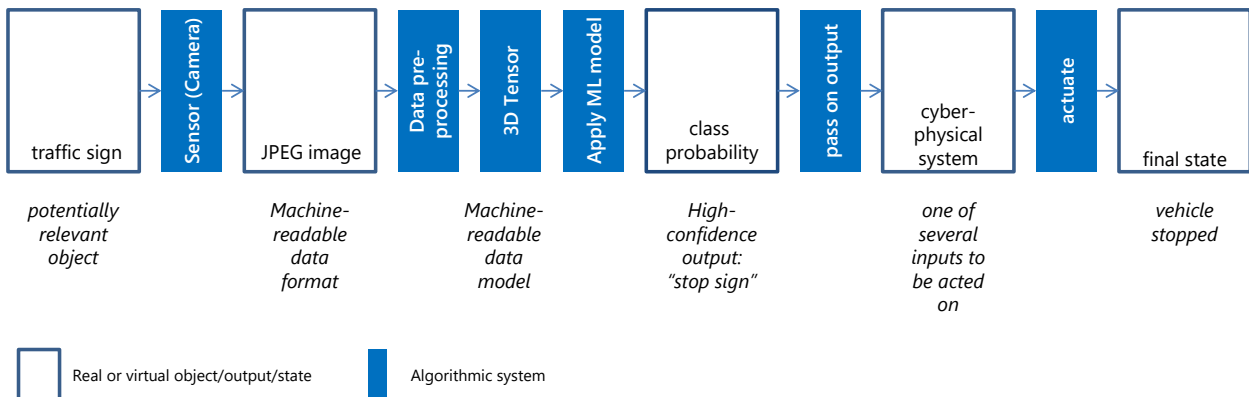 traffic sign
Sensor (Camera)
JPEG image
Data pre-
processing
3D Tensor
Apply ML model
class
probability
pass on output
cyber-
physical
system
actuate
final state
potentially
relevant
object
Machine-
readable
data
format
Machine-
readable
data
model
High-
confidence
output:
“stop sign”
one of
several
inputs to
be acted
on
vehicle
stopped
Real or virtual object/output/state
Algorithmic system